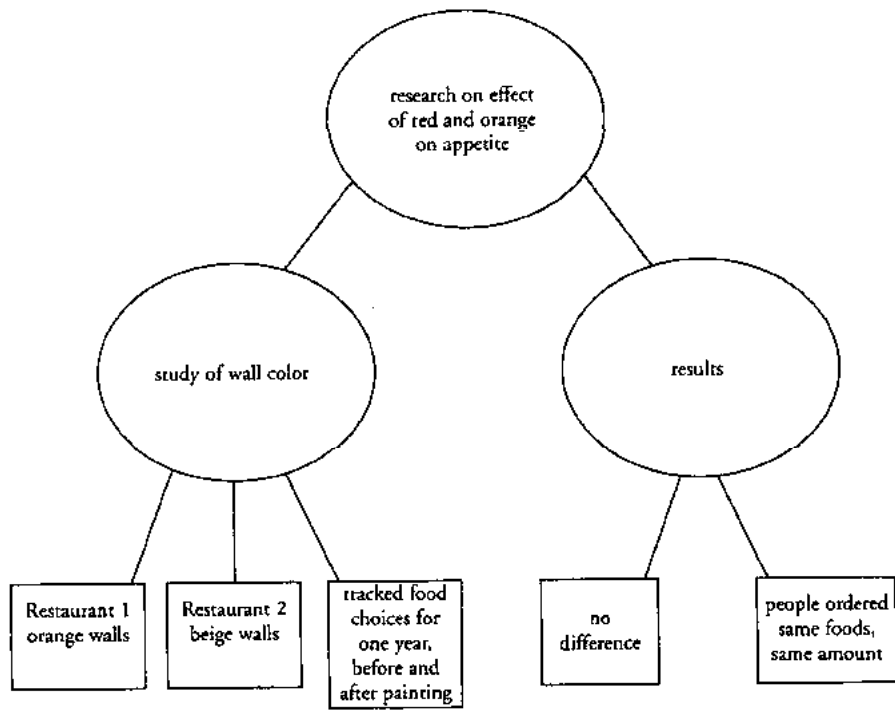 research on effect
of red and orange
on appetite
study of wall color
results
Restaurant 1
orange walls
Restaurant 2
beige walls
tracked food
choices for
one year,
before and
after painting
no
difference
people ordered
same foods,
same amount